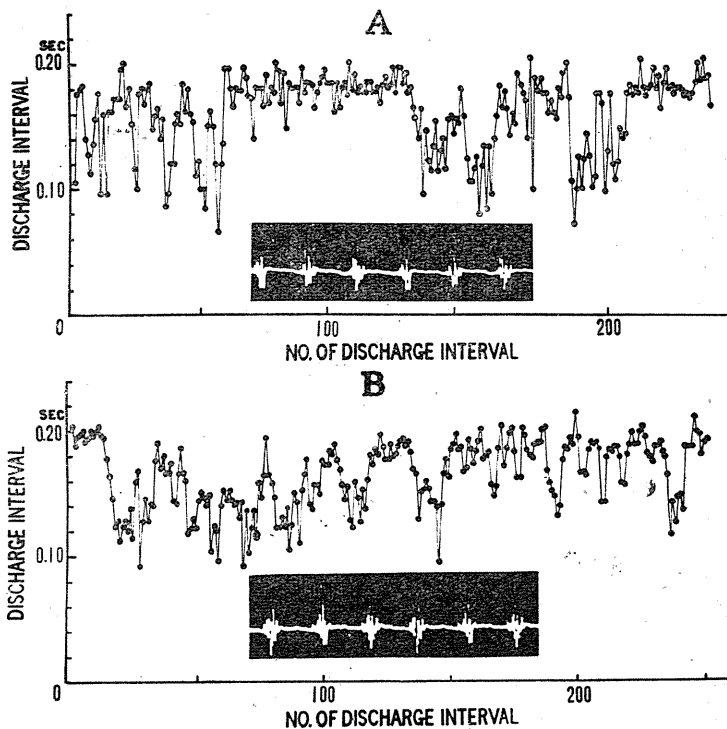 A
SEC
0.20
0.10
0
DISCHARGE INTERVAL
100
200
NO. OF DISCHARGE INTERVAL
B
SEC
0.20
0.10
0
DISCHARGE INTERVAL
100
200
NO. OF DISCHARGE INTERVAL